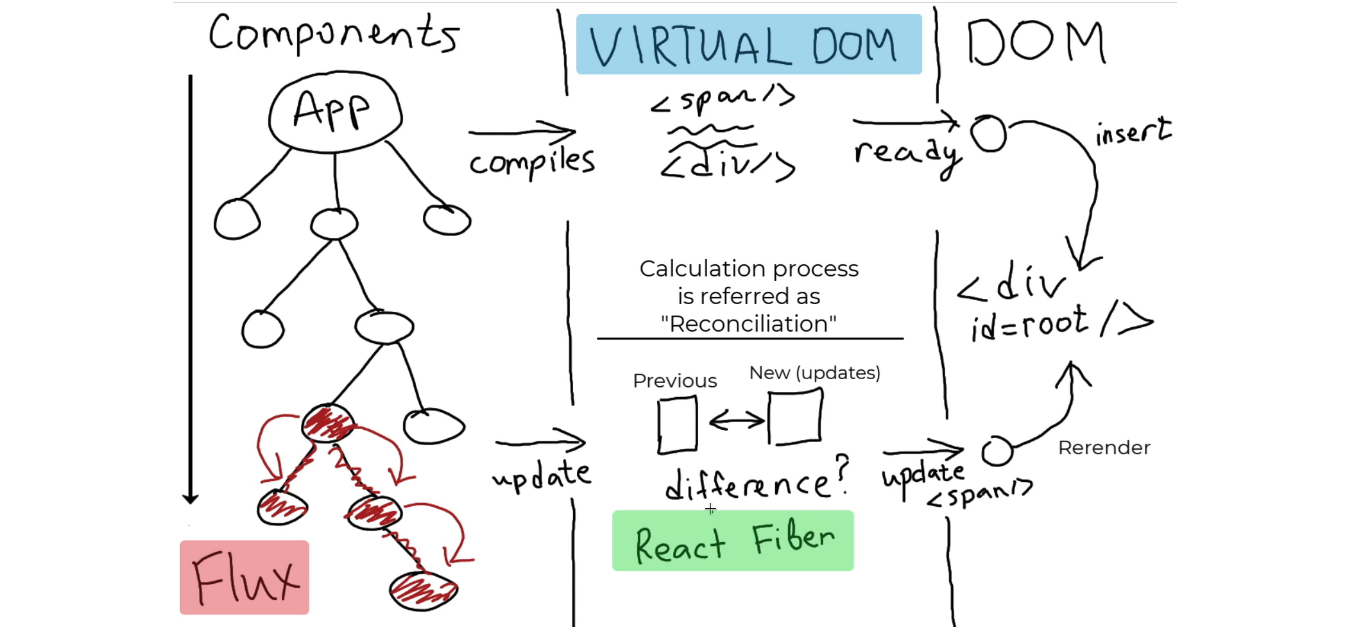 Components
App
Flux
compiles
update
VIRTUAL DOM
<span/>
<div/>
Calculation process
is referred as
"Reconciliation"
Previous
New (updates)
difference?
React Fiber
ready
update
<span/>
DOM
insert
<div
id=root />
Rerender